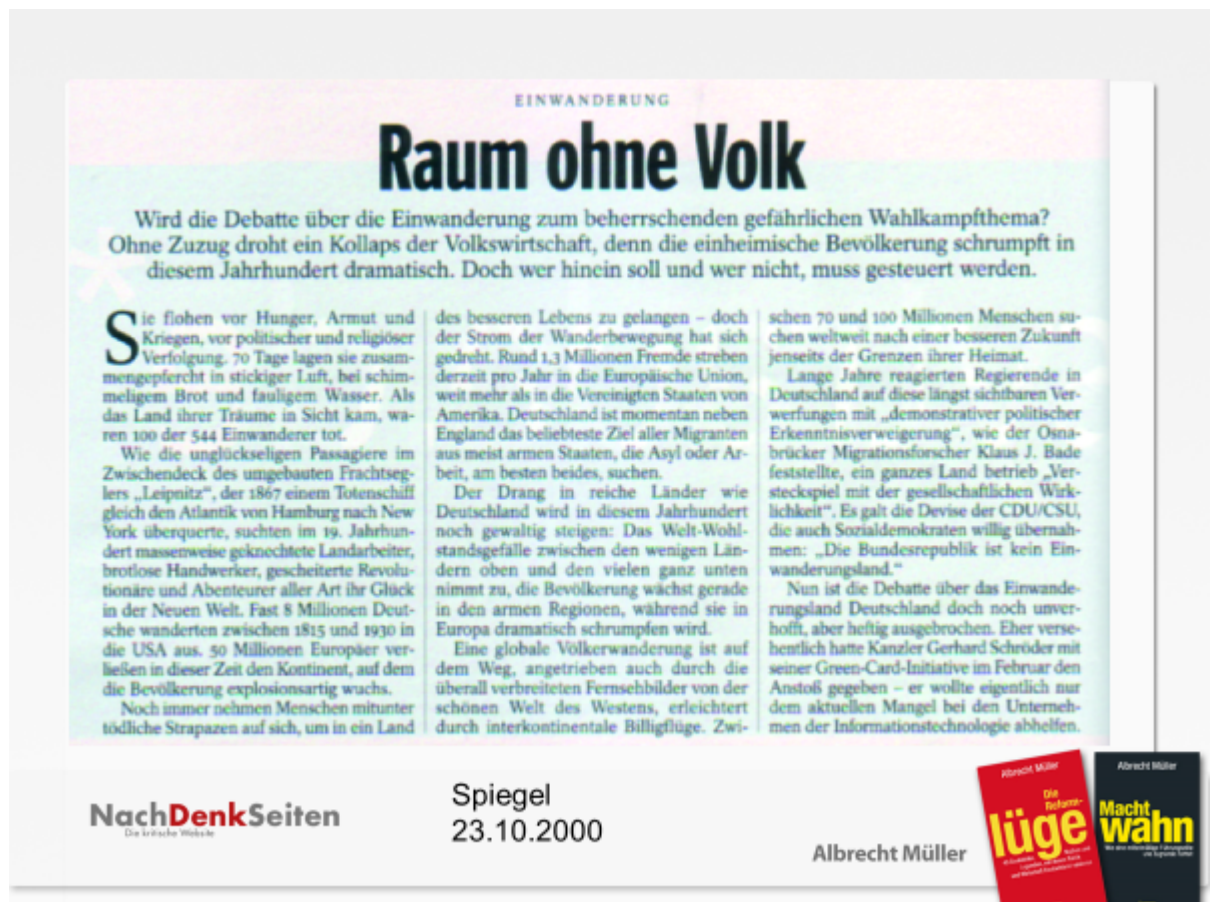 EINWANDERUNG
Raum ohne Volk
Wird die Debatte über die Einwanderung zum beherrschenden gefährlichen Wahlkampfthema?
Ohne Zuzug droht ein Kollaps der Volkswirtschaft, denn die einheimische Bevölkerung schrumpft in
diesem Jahrhundert dramatisch. Doch wer hinein soll und wer nicht, muss gesteuert werden.
Sie flohen vor Hunger, Armut und
Kriegen, vor politischer und religiöser
Verfolgung. 70 Tage lagen sie zusam-
mengepfercht in stickiger Luft, bei schim-
meligem Brot und fauligem Wasser. Als
das Land ihrer Träume in Sicht kam, wa-
ren 100 der 544 Einwanderer tot.
Wie die unglückseligen Passagiere im
Zwischendeck des umgebauten Frachtseg-
lers „Leipnitz“, der 1867 einem Totenschiff
gleich den Atlantik von Hamburg nach New
York überquerte, suchten im 19. Jahrhun-
dert massenweise geknechtete Landarbeiter,
brotlose Handwerker, gescheiterte Revolu-
tionäre und Abenteurer aller Art ihr Glück
in der Neuen Welt. Fast 8 Millionen Deut-
sche wanderten zwischen 1815 und 1930 in
die USA aus. 50 Millionen Europäer ver-
ließen in dieser Zeit den Kontinent, auf dem
die Bevölkerung explosionsartig wuchs.
Noch immer nehmen Menschen mitunter
tödliche Strapazen auf sich, um in ein Land
des besseren Lebens zu gelangen – doch
der Strom der Wanderbewegung hat sich
gedreht. Rund 1,3 Millionen Fremde streben
derzeit pro Jahr in die Europäische Union,
weit mehr als in die Vereinigten Staaten von
Amerika. Deutschland ist momentan neben
England das beliebteste Ziel aller Migranten
aus meist armen Staaten, die Asyl oder Ar-
beit, am besten beides, suchen.
Der Drang in reiche Länder wie
Deutschland wird in diesem Jahrhundert
noch gewaltig steigen: Das Welt-Wohl-
standsgefälle zwischen den wenigen Län-
dern oben und den vielen ganz unten
nimmt zu, die Bevölkerung wächst gerade
in den armen Regionen, während sie in
Europa dramatisch schrumpfen wird.
Eine globale Völkerwanderung ist auf
dem Weg, angetrieben auch durch die
überall verbreiteten Fernsehbilder von der
schönen Welt des Westens, erleichtert
durch interkontinentale Billigflüge. Zwi-
schen 70 und 100 Millionen Menschen su-
chen weltweit nach einer besseren Zukunft
jenseits der Grenzen ihrer Heimat.
Lange Jahre reagierten Regierende in
Deutschland auf diese längst sichtbaren Ver-
werfungen mit „demonstrativer politischer
Erkenntnisverweigerung“, wie der Osna-
brücker Migrationsforscher Klaus J. Bade
feststellte, ein ganzes Land betrieb „Ver-
steckspiel mit der gesellschaftlichen Wirk-
lichkeit“. Es galt die Devise der CDU/CSU,
die auch Sozialdemokraten willig übernah-
men: „Die Bundesrepublik ist kein Ein-
wanderungsland.“
Nun ist die Debatte über das Einwande-
rungsland Deutschland doch noch unver-
hofft, aber heftig ausgebrochen. Eher verse-
hentlich hatte Kanzler Gerhard Schröder mit
seiner Green-Card-Initiative im Februar den
Anstoß gegeben – er wollte eigentlich nur
dem aktuellen Mangel bei den Unterneh-
men der Informationstechnologie abhelfen.
NachDenkSeiten
Die kritische Website
Spiegel
23.10.2000
Albrecht Müller
Albrecht Müller
Die
Reform-
lüge
Albrecht Müller
Macht
wahn